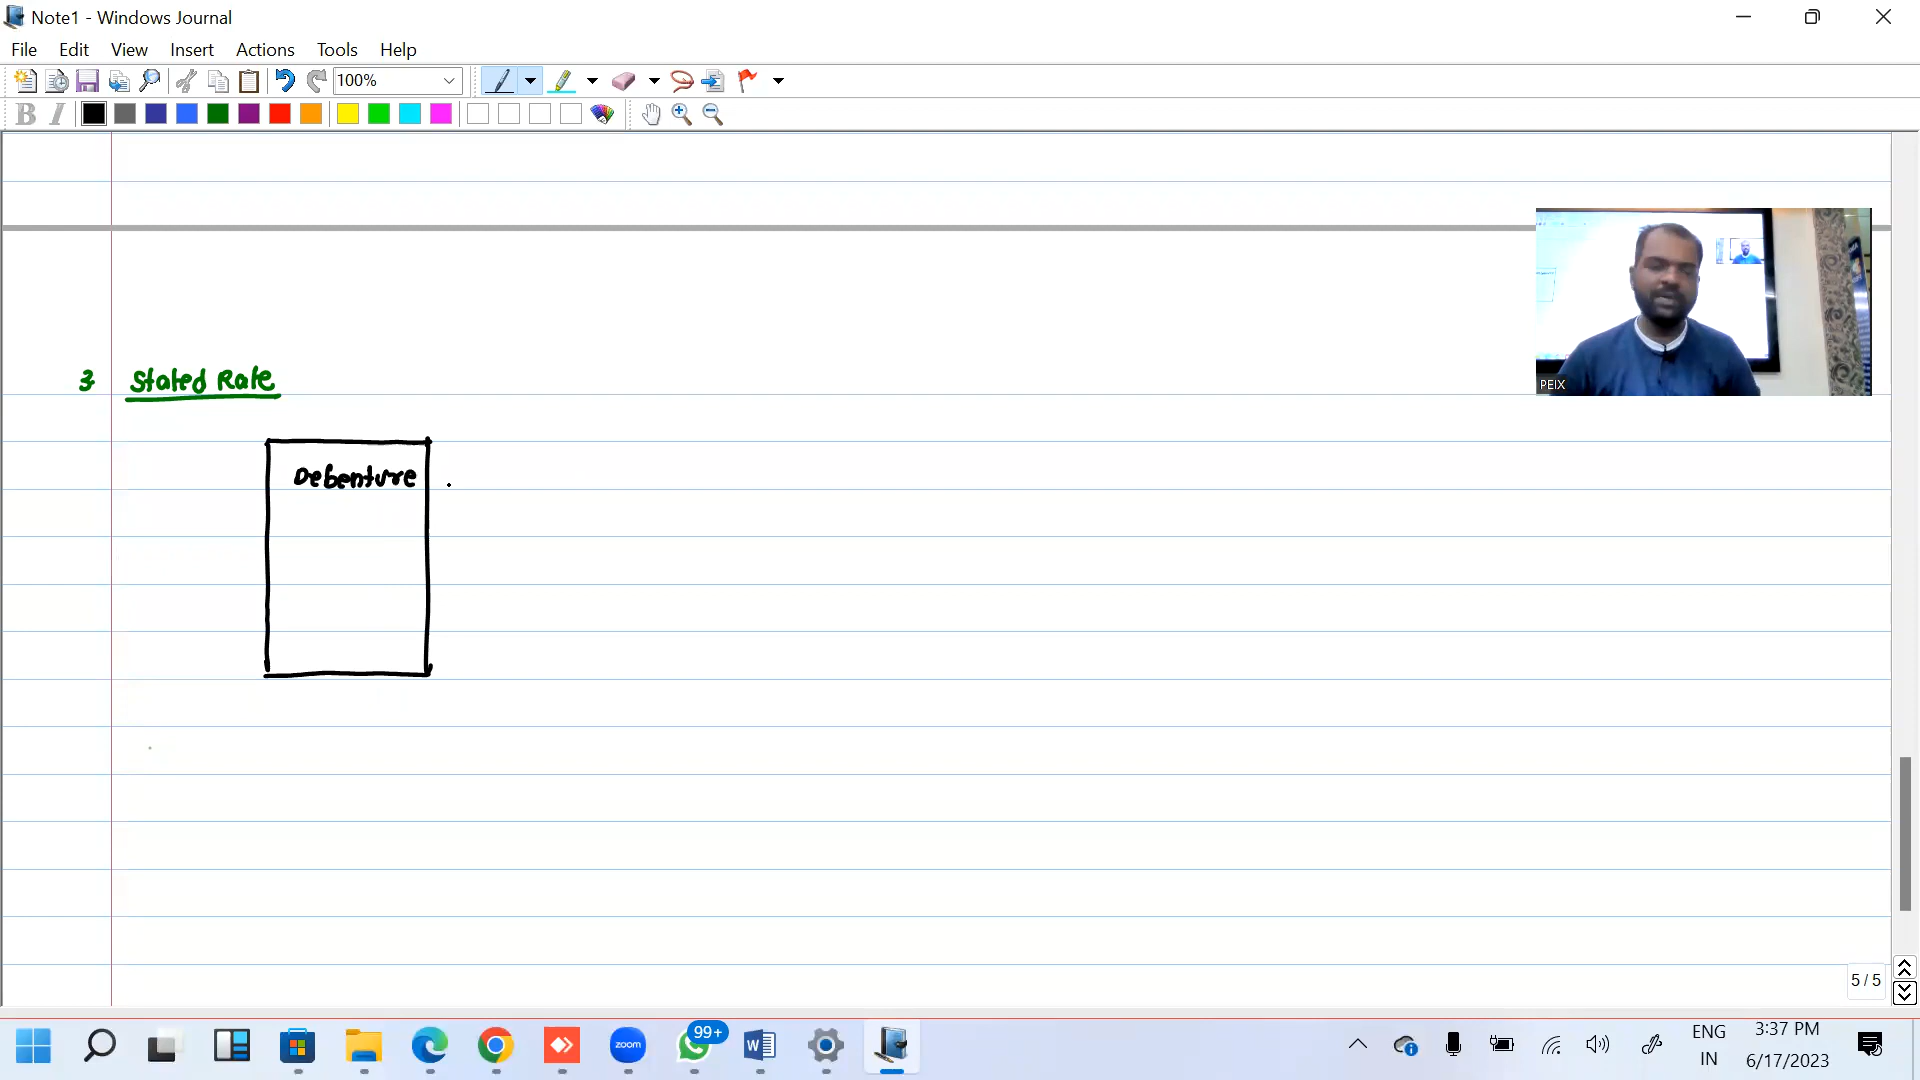 Note1 - Windows Journal
File Edit View Insert Actions Tools Help
100%
B I
PEIX
3 Stated Rate
Debenture
5 / 5
99+
zoom
ENG
IN
3:37 PM
6/17/2023